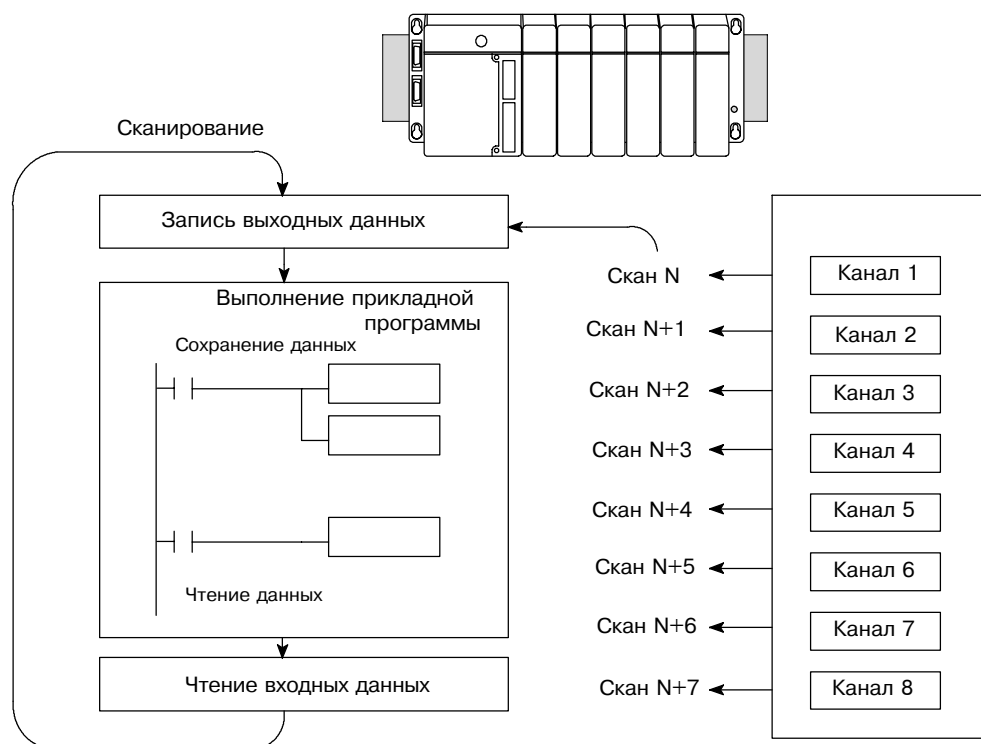 Сканирование
Запись выходных данных
Выполнение прикладной
программы
Сохранение данных
Чтение данных
Чтение входных данных
Скан N
Канал 1
Скан N+1
Канал 2
Скан N+2
Канал 3
Скан N+3
Канал 4
Скан N+4
Канал 5
Скан N+5
Канал 6
Скан N+6
Канал 7
Скан N+7
Канал 8